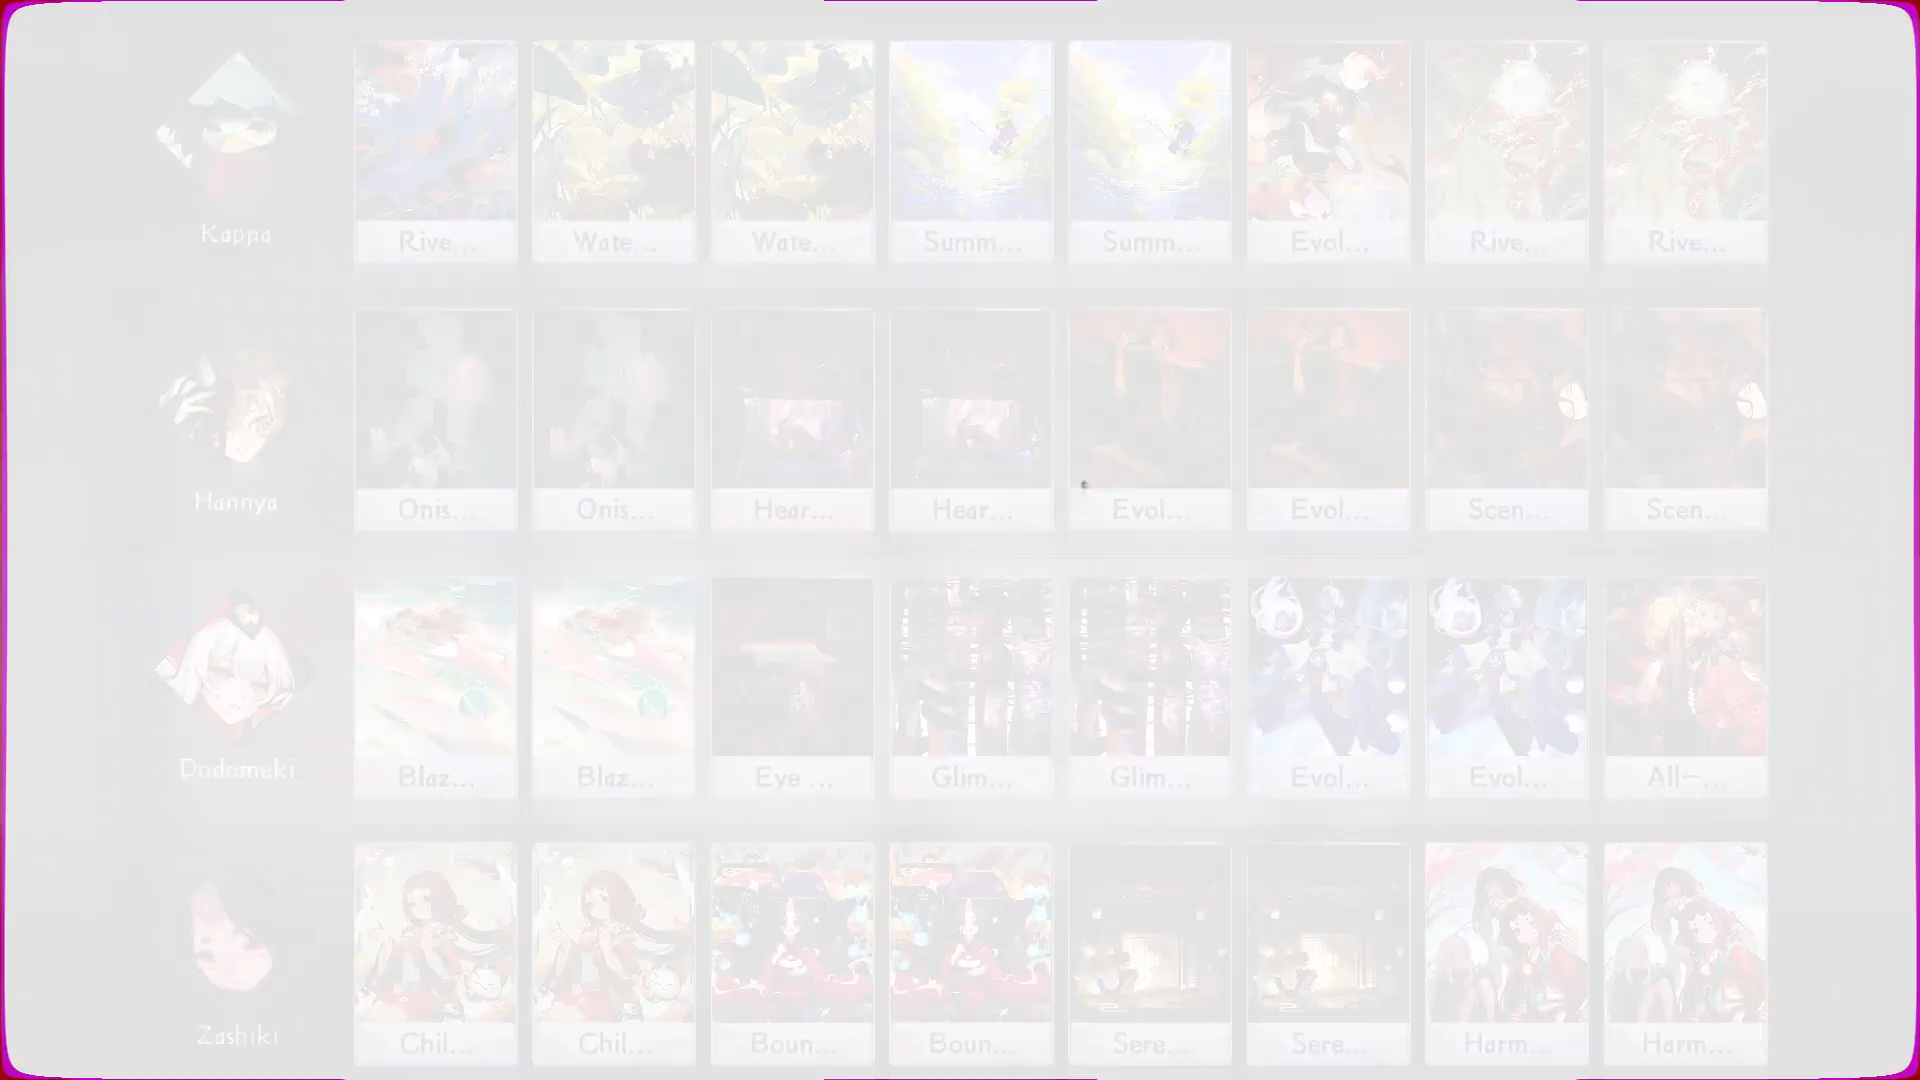 Kappa
Rive...
Wate...
Wate...
Summ...
Summ...
Evol...
Rive...
Rive...
Hannya
Onis...
Onis...
Hear...
Hear...
Evol...
Evol...
Scen...
Scen...
Dodomeki
Blaz...
Blaz...
Eye ...
Glim...
Glim...
Evol...
Evol...
All-...
Zashiki
Chil...
Chil...
Boun...
Boun...
Sere...
Sere...
Harm...
Harm...